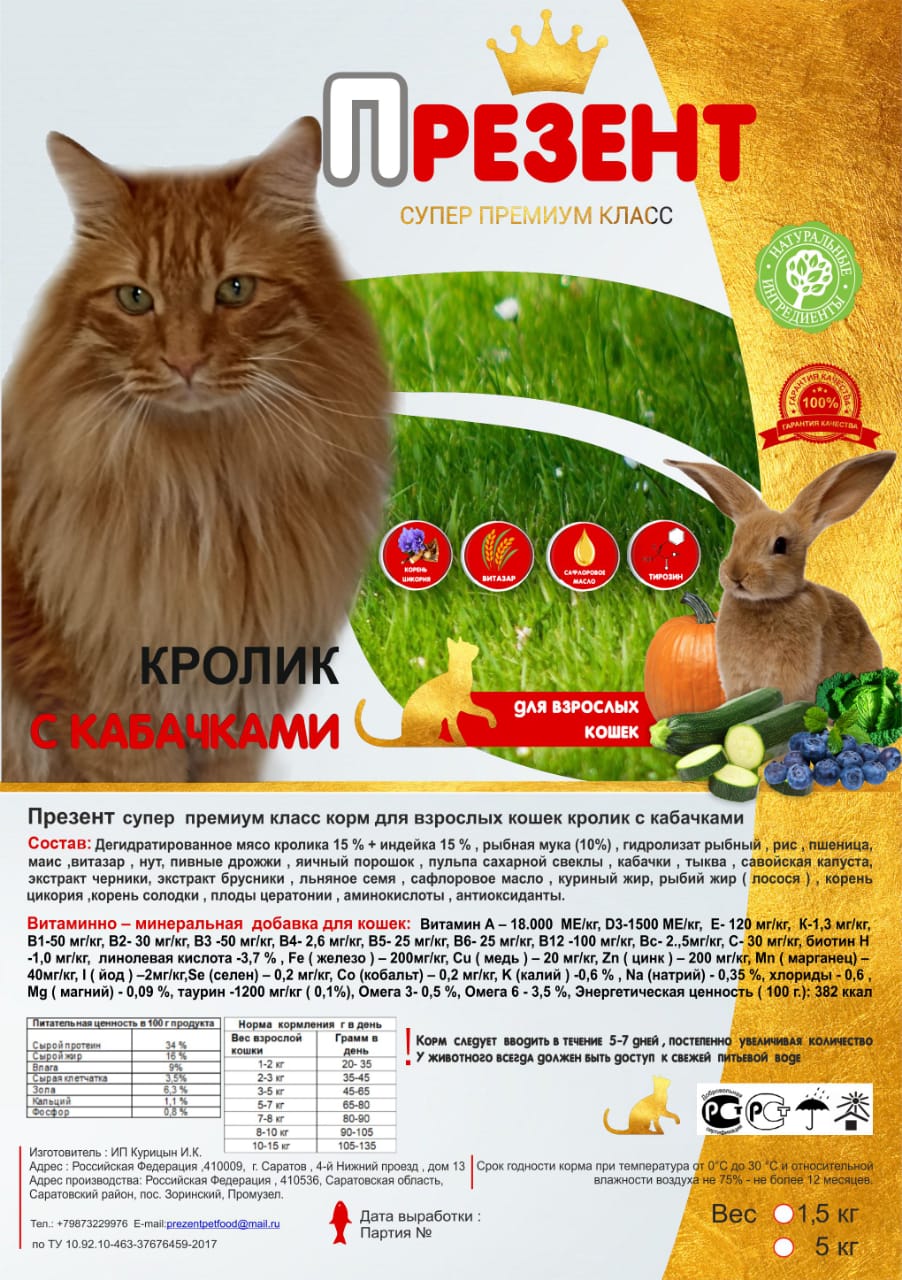 ПРЕЗЕНТ
СУПЕР ПРЕМИУМ КЛАСС
НАТУРАЛЬНЫЕ
ИНГРЕДИЕНТЫ
ГАРАНТИЯ КАЧЕСТВА
100%
ГАРАНТИЯ КАЧЕСТВА
КОРЕНЬ
ЦИКОРИЯ
ВИТАЗАР
САФЛОРОВОЕ
МАСЛО
ТИРОЗИН
КРОЛИК
С КАБАЧКАМИ
ДЛЯ ВЗРОСЛЫХ
КОШЕК
Презент супер премиум класс корм для взрослых кошек кролик с кабачками
Состав: Дегидратированное мясо кролика 15 % + индейка 15 % , рыбная мука (10%) , гидролизат рыбный , рис , пшеница,
маис ,витазар , нут, пивные дрожжи , яичный порошок , пульпа сахарной свеклы , кабачки , тыква , савойская капуста,
экстракт черники, экстракт брусники , льняное семя , сафлоровое масло , куриный жир, рыбий жир ( лосося ) , корень
цикория ,корень солодки , плоды цератонии , аминокислоты , антиоксиданты.
Витаминно – минеральная добавка для кошек: Витамин А – 18.000 МЕ/кг, D3-1500 МЕ/кг, Е- 120 мг/кг, К-1,3 мг/кг,
В1-50 мг/кг, В2- 30 мг/кг, В3 -50 мг/кг, В4- 2,6 мг/кг, В5- 25 мг/кг, В6- 25 мг/кг, В12 -100 мг/кг, Вс- 2.,5мг/кг, С- 30 мг/кг, биотин Н
-1,0 мг/кг, линолевая кислота -3,7 % , Fe ( железо ) – 200мг/кг, Cu ( медь ) – 20 мг/кг, Zn ( цинк ) – 200 мг/кг, Mn ( марганец) –
40мг/кг, I ( йод ) –2мг/кг,Se (селен) – 0,2 мг/кг, Co (кобальт) – 0,2 мг/кг, K (калий ) -0,6 % , Na (натрий) - 0,35 %, хлориды - 0,6 ,
Mg ( магний) - 0,09 %, таурин -1200 мг/кг ( 0,1%), Омега 3- 0,5 %, Омега 6 - 3,5 %, Энергетическая ценность ( 100 г.): 382 ккал
Питательная ценность в 100 г продукта
Сырой протеин 34 %
Сырой жир 16 %
Влага 9%
Сырая клетчатка 3,5%
Зола 6,3 %
Кальций 1,1 %
Фосфор 0,8 %
Норма кормления г в день
Вес взрослой кошки Грамм в день
1-2 кг 20- 35
2-3 кг 35-45
3-5 кг 45-65
5-7 кг 65-80
7-8 кг 80-90
8-10 кг 90-105
10-15 кг 105-135
! Корм следует вводить в течение 5-7 дней , постепенно увеличивая количество
У животного всегда должен быть доступ к свежей питьевой воде
Добровольная
РСТ
сертификация
РСТ
Изготовитель : ИП Курицын И.К.
Адрес : Российская Федерация ,410009, г. Саратов , 4-й Нижний проезд , дом 13
Адрес производства: Российская Федерация , 410536, Саратовская область,
Саратовский район, пос. Зоринский, Промузел.
Срок годности корма при температура от 0°С до 30 °С и относительной
влажности воздуха не 75% - не более 12 месяцев.
Тел.: +79873229976 E-mail:prezentpetfood@mail.ru
по ТУ 10.92.10-463-37676459-2017
Дата выработки :
Партия №
Вес 1,5 кг
5 кг